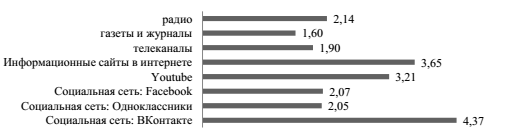 радио 2,14
газеты и журналы 1,60
телеканалы 1,90
Информационные сайты в интернете 3,65
Youtube 3,21
Социальная сеть: Facebook 2,07
Социальная сеть: Одноклассники 2,05
Социальная сеть: ВКонтакте 4,37